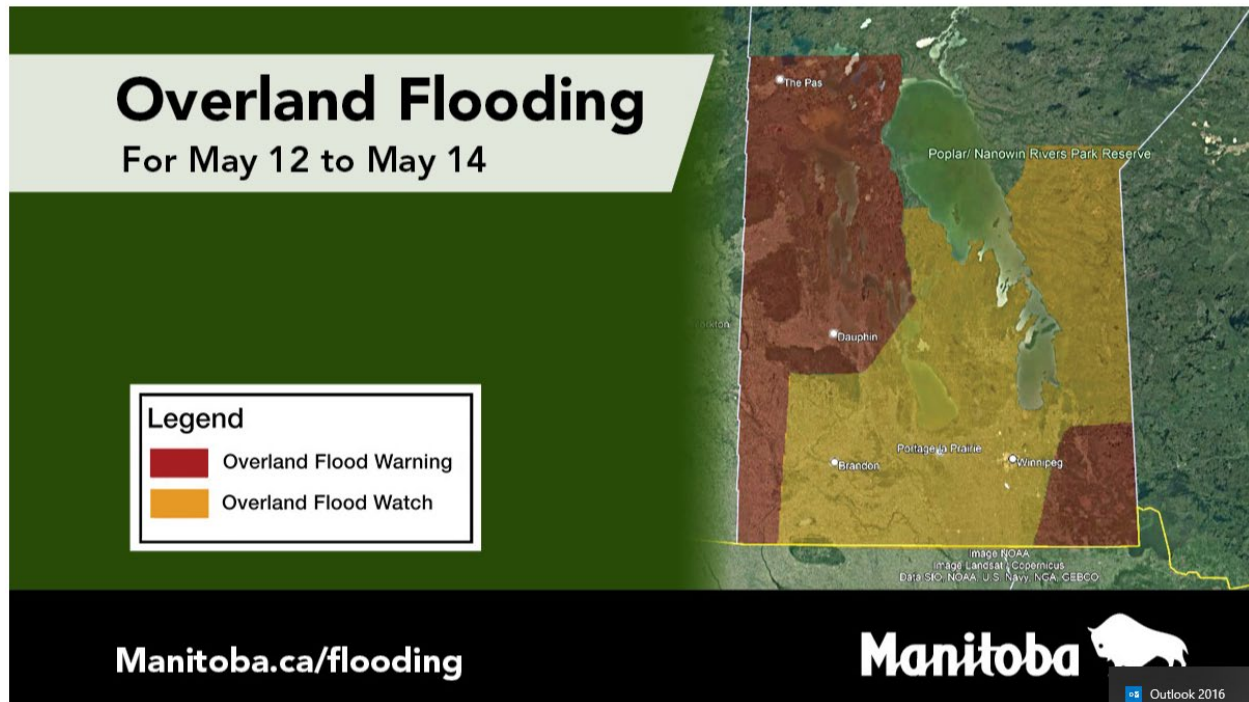 Overland Flooding
For May 12 to May 14
The Pas
Poplar/ Nanowin Rivers Park Reserve
Dauphin
Legend
Overland Flood Warning
Overland Flood Watch
Portage la Prairie
Brandon
Winnipeg
Image NOAA
Image Landsat / Copernicus
Data SIO, NOAA, U.S. Navy, NGA, GEBCO
Manitoba.ca/flooding
Manitoba
Outlook 2016